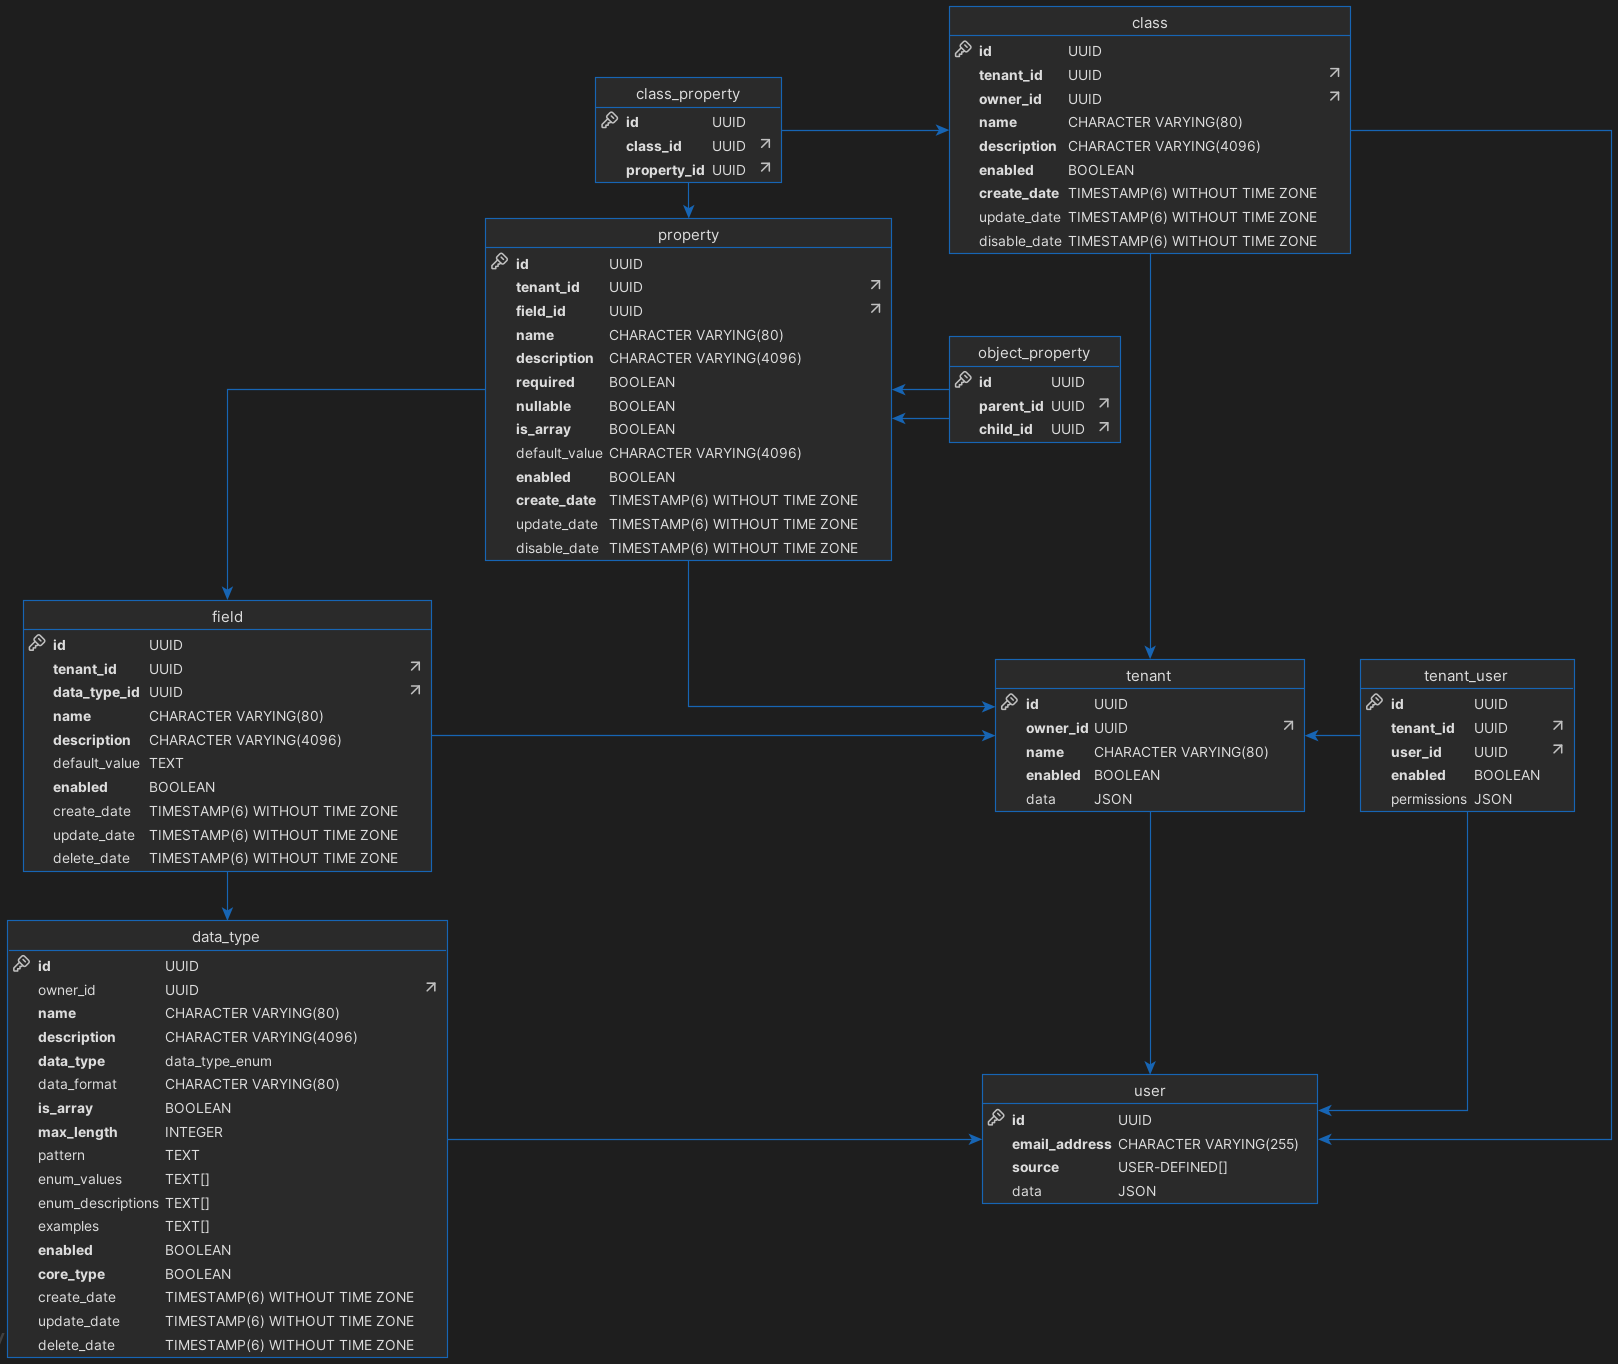 class
id UUID
tenant_id UUID
owner_id UUID
name CHARACTER VARYING(80)
description CHARACTER VARYING(4096)
enabled BOOLEAN
create_date TIMESTAMP(6) WITHOUT TIME ZONE
update_date TIMESTAMP(6) WITHOUT TIME ZONE
disable_date TIMESTAMP(6) WITHOUT TIME ZONE
class_property
id UUID
class_id UUID
property_id UUID
property
id UUID
tenant_id UUID
field_id UUID
name CHARACTER VARYING(80)
description CHARACTER VARYING(4096)
required BOOLEAN
nullable BOOLEAN
is_array BOOLEAN
default_value CHARACTER VARYING(4096)
enabled BOOLEAN
create_date TIMESTAMP(6) WITHOUT TIME ZONE
update_date TIMESTAMP(6) WITHOUT TIME ZONE
disable_date TIMESTAMP(6) WITHOUT TIME ZONE
object_property
id UUID
parent_id UUID
child_id UUID
field
id UUID
tenant_id UUID
data_type_id UUID
name CHARACTER VARYING(80)
description CHARACTER VARYING(4096)
default_value TEXT
enabled BOOLEAN
create_date TIMESTAMP(6) WITHOUT TIME ZONE
update_date TIMESTAMP(6) WITHOUT TIME ZONE
delete_date TIMESTAMP(6) WITHOUT TIME ZONE
tenant
id UUID
owner_id UUID
name CHARACTER VARYING(80)
enabled BOOLEAN
data JSON
tenant_user
id UUID
tenant_id UUID
user_id UUID
enabled BOOLEAN
permissions JSON
data_type
id UUID
owner_id UUID
name CHARACTER VARYING(80)
description CHARACTER VARYING(4096)
data_type data_type_enum
data_format CHARACTER VARYING(80)
is_array BOOLEAN
max_length INTEGER
pattern TEXT
enum_values TEXT[]
enum_descriptions TEXT[]
examples TEXT[]
enabled BOOLEAN
core_type BOOLEAN
create_date TIMESTAMP(6) WITHOUT TIME ZONE
update_date TIMESTAMP(6) WITHOUT TIME ZONE
delete_date TIMESTAMP(6) WITHOUT TIME ZONE
user
id UUID
email_address CHARACTER VARYING(255)
source USER-DEFINED[]
data JSON